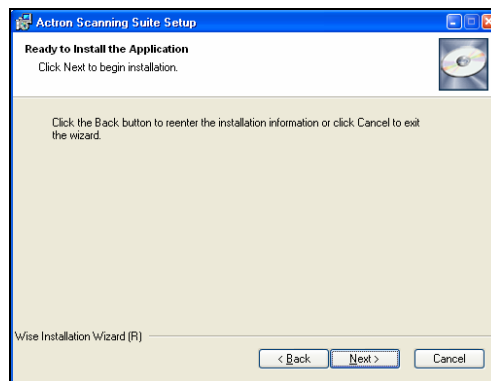 Actron Scanning Suite Setup
Ready to Install the Application
Click Next to begin installation.
Click the Back button to reenter the installation information or click Cancel to exit
the wizard.
Wise Installation Wizard (R)
< Back Next > Cancel